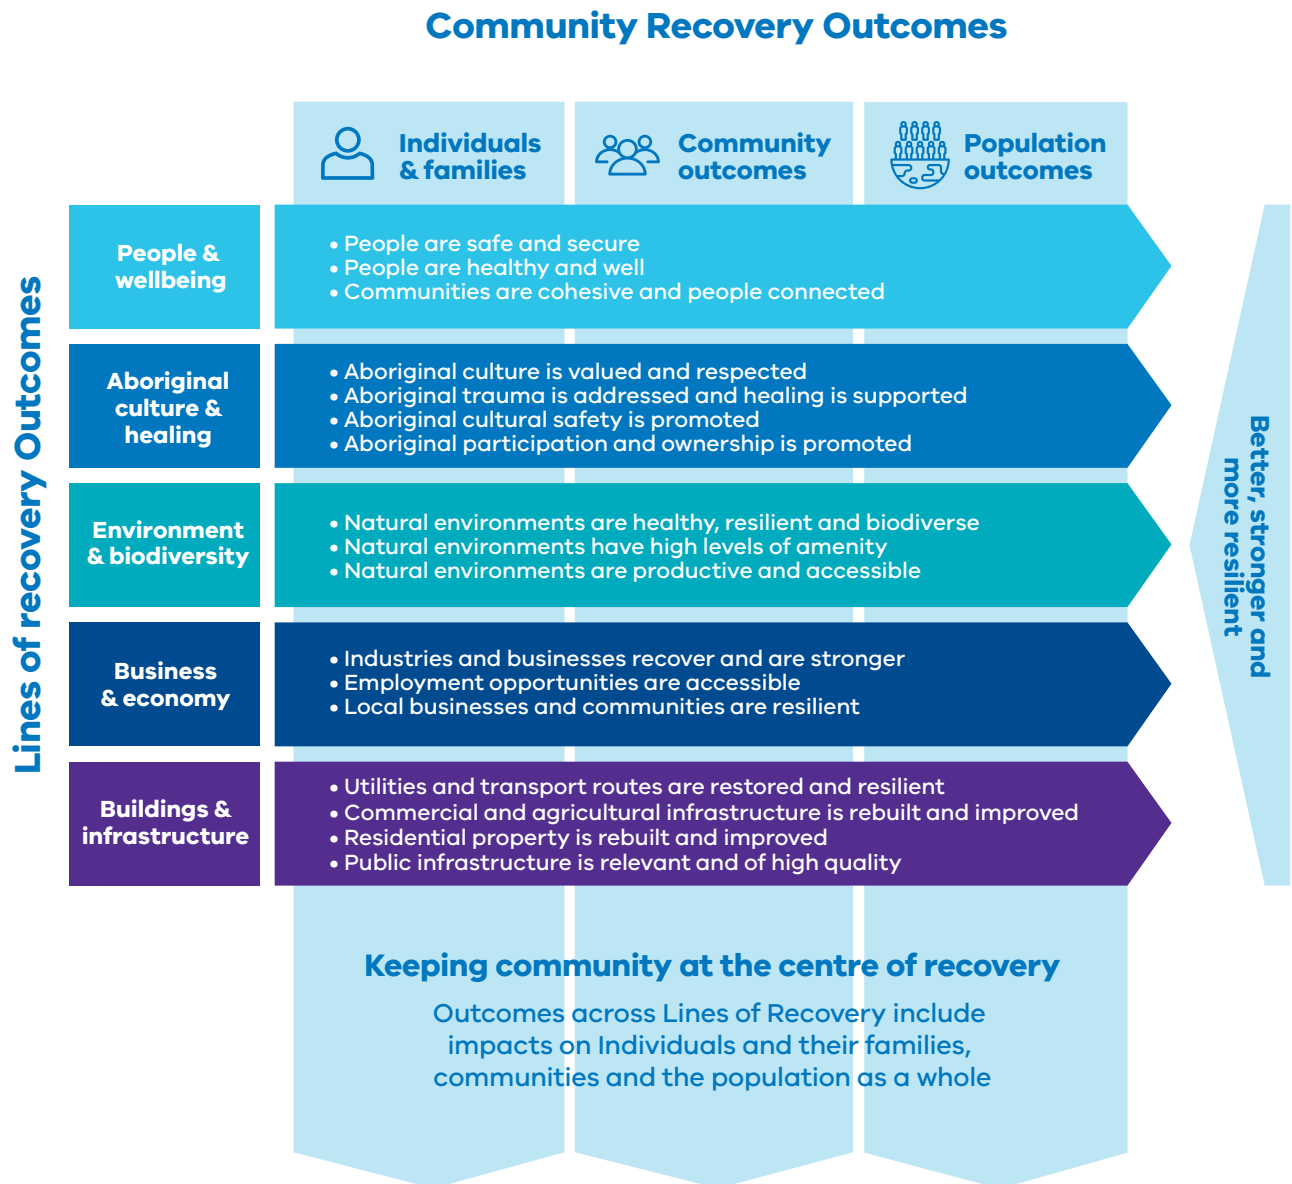 Community Recovery Outcomes
Individuals
& families
Community
outcomes
Population
outcomes
Lines of recovery Outcomes
People &
wellbeing
• People are safe and secure
• People are healthy and well
• Communities are cohesive and people connected
Aboriginal
culture &
healing
• Aboriginal culture is valued and respected
• Aboriginal trauma is addressed and healing is supported
• Aboriginal cultural safety is promoted
• Aboriginal participation and ownership is promoted
Environment
& biodiversity
• Natural environments are healthy, resilient and biodiverse
• Natural environments have high levels of amenity
• Natural environments are productive and accessible
Business
& economy
• Industries and businesses recover and are stronger
• Employment opportunities are accessible
• Local businesses and communities are resilient
Buildings &
infrastructure
• Utilities and transport routes are restored and resilient
• Commercial and agricultural infrastructure is rebuilt and improved
• Residential property is rebuilt and improved
• Public infrastructure is relevant and of high quality
Better, stronger and
more resilient
Keeping community at the centre of recovery
Outcomes across Lines of Recovery include
impacts on Individuals and their families,
communities and the population as a whole